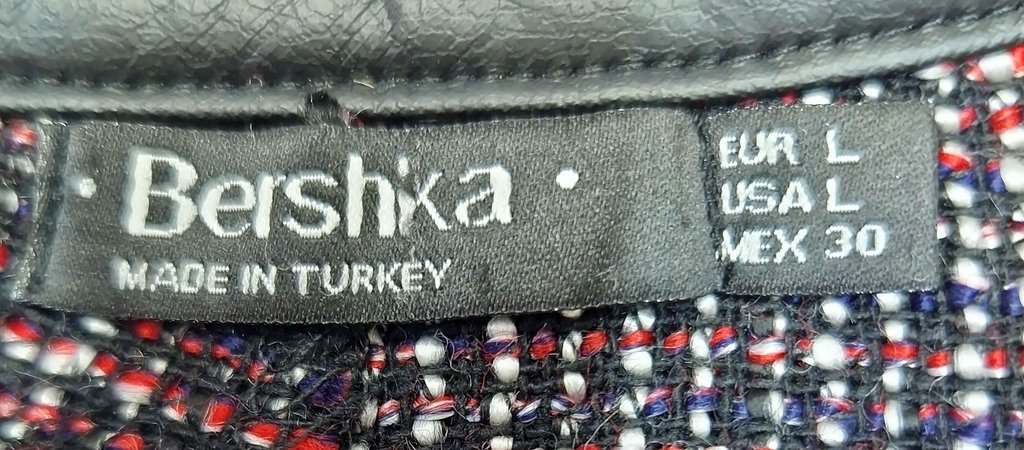 Bershka
MADE IN TURKEY
EUR L
USA L
MEX 30